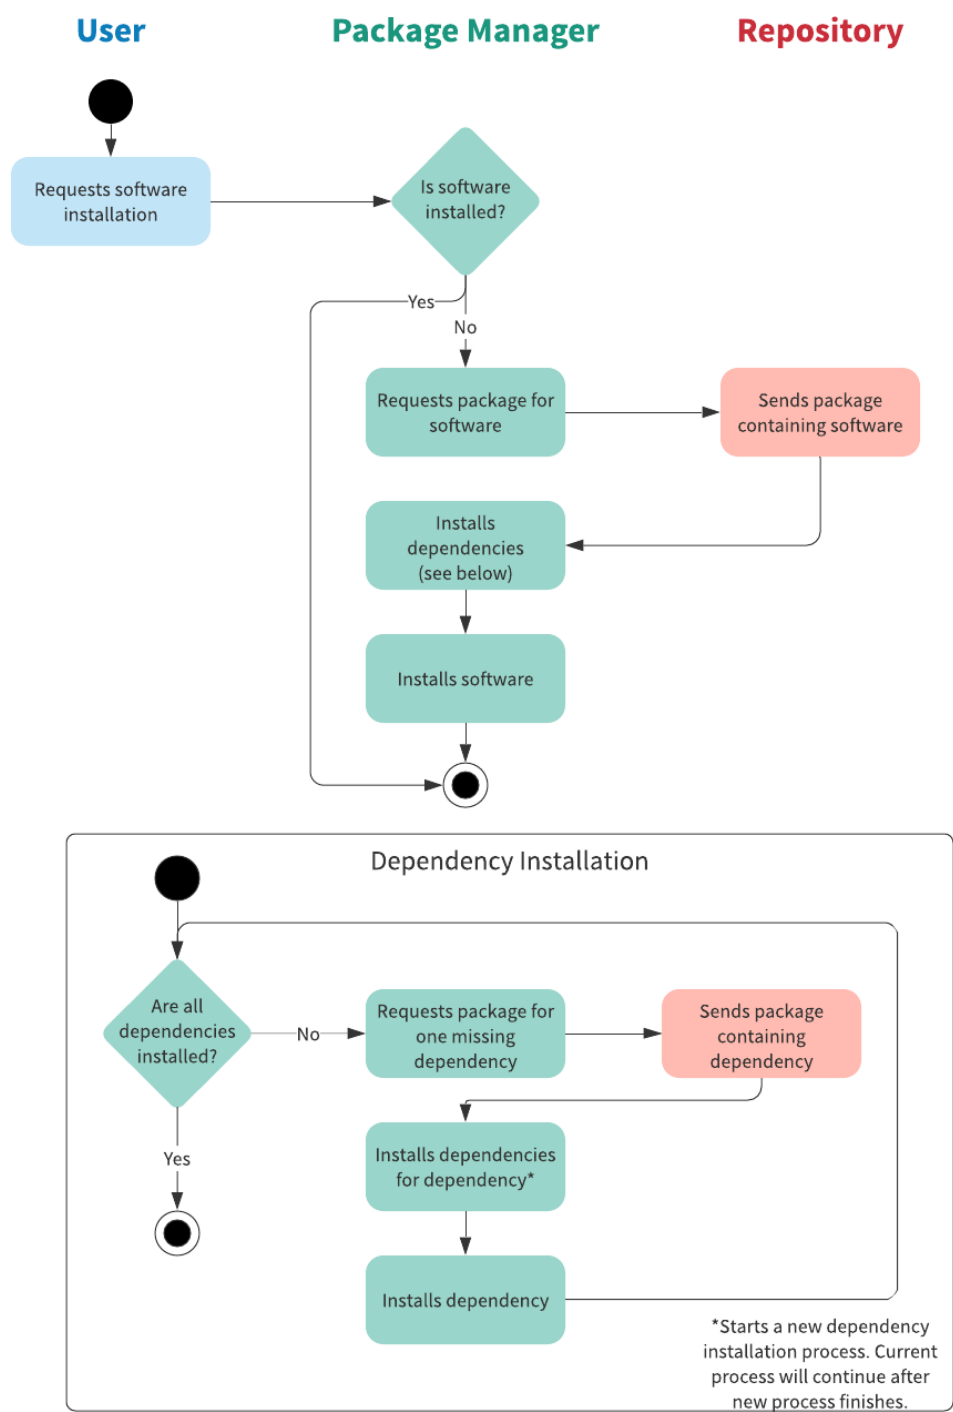 User
Package Manager
Repository
Requests software
installation
Is software
installed?
Yes
No
Requests package for
software
Sends package
containing software
Installs
dependencies
(see below)
Installs software
Dependency Installation
Are all
dependencies
installed?
No
Requests package for
one missing
dependency
Sends package
containing
dependency
Yes
Installs dependencies
for dependency*
Installs dependency
*Starts a new dependency
installation process. Current
process will continue after
new process finishes.